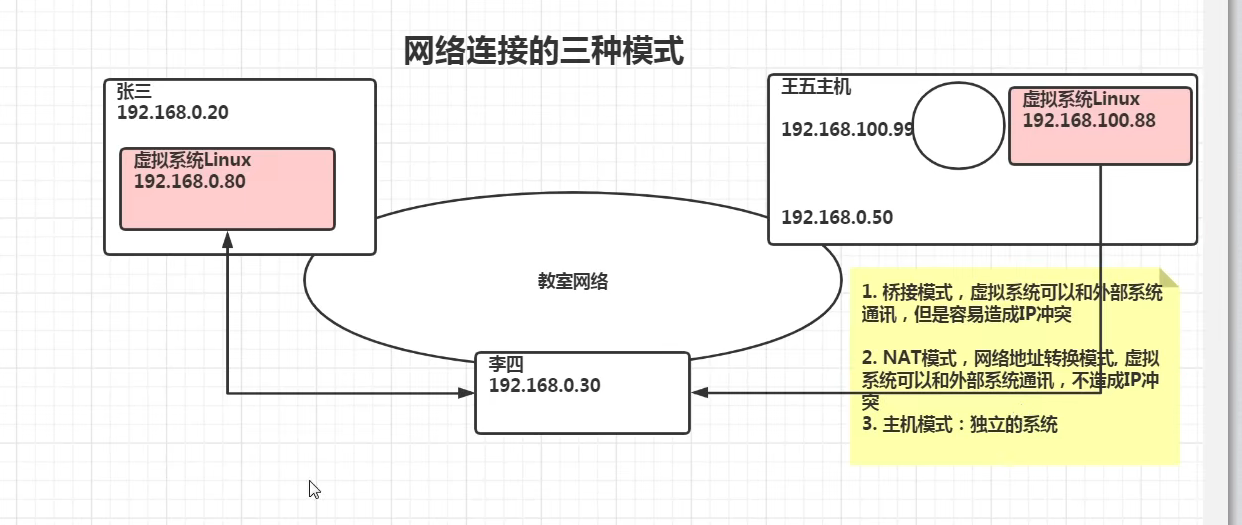 网络连接的三种模式
张三
192.168.0.20
虚拟系统Linux
192.168.0.80
王五主机
192.168.100.99
虚拟系统Linux
192.168.100.88
192.168.0.50
教室网络
李四
192.168.0.30
1. 桥接模式，虚拟系统可以和外部系统
通讯，但是容易造成IP冲突
2. NAT模式，网络地址转换模式, 虚拟
系统可以和外部系统通讯，不造成IP冲
突
3. 主机模式：独立的系统